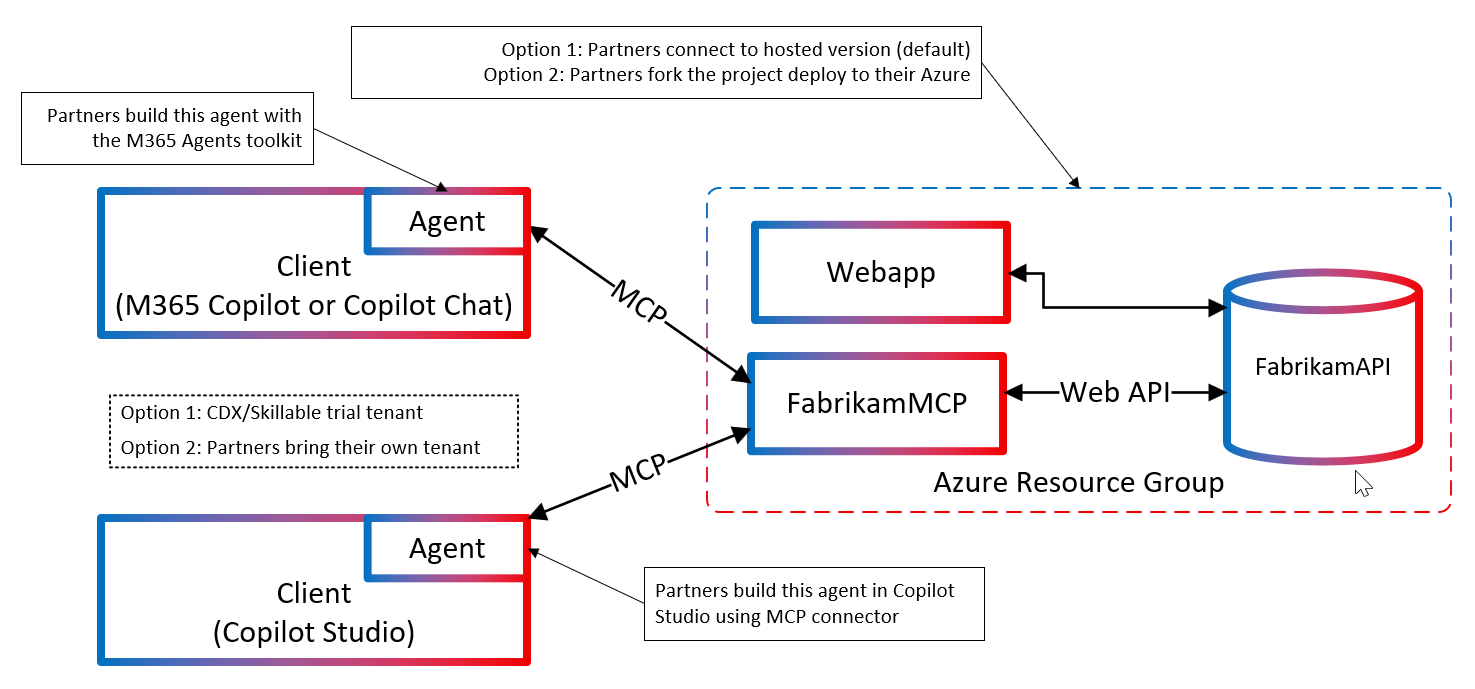 Option 1: Partners connect to hosted version (default)
Option 2: Partners fork the project deploy to their Azure
Partners build this agent with
the M365 Agents toolkit
Agent
Client
(M365 Copilot or Copilot Chat)
MCP
Webapp
FabrikamAPI
FabrikamMCP
Web API
Option 1: CDX/Skillable trial tenant
Option 2: Partners bring their own tenant
MCP
Azure Resource Group
Agent
Client
(Copilot Studio)
Partners build this agent in Copilot
Studio using MCP connector